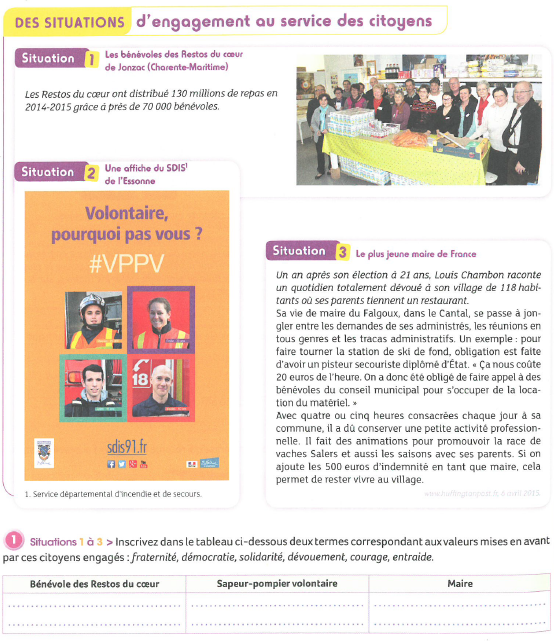 DES SITUATIONS d'engagement au service des citoyens
Situation 1 Les bénévoles des Restos du cœur
de Jonzac (Charente-Maritime)
Les Restos du cœur ont distribué 130 millions de repas en
2014-2015 grâce à près de 70 000 bénévoles.
Situation 2 Une affiche du SDIS¹
de l'Essonne
Volontaire,
pourquoi pas vous ?
#VPPV
18
sdis91.fr
1. Service départemental d'incendie et de secours.
Situation 3 Le plus jeune maire de France
Un an après son élection à 21 ans, Louis Chambon raconte
un quotidien totalement dévoué à son village de 118 habi-
tants où ses parents tiennent un restaurant.
Sa vie de maire du Falgoux, dans le Cantal, se passe à jon-
gler entre les demandes de ses administrés, les réunions en
tous genres et les tracas administratifs. Un exemple : pour
faire tourner la station de ski de fond, obligation est faite
d'avoir un pisteur secouriste diplômé d'État. « Ça nous coûte
20 euros de l'heure. On a donc été obligé de faire appel à des
bénévoles du conseil municipal pour s'occuper de la loca-
tion du matériel. »
Avec quatre ou cinq heures consacrées chaque jour à sa
commune, il a dû conserver une petite activité profession-
nelle. Il fait des animations pour promouvoir la race de
vaches Salers et aussi les saisons avec ses parents. Si on
ajoute les 500 euros d'indemnité en tant que maire, cela
permet de rester vivre au village.
6 avril 2015.
1 Situations 1 à 3 > Inscrivez dans le tableau ci-dessous deux termes correspondant aux valeurs mises en avant
par ces citoyens engagés : fraternité, démocratie, solidarité, dévouement, courage, entraide.
Bénévole des Restos du cœur Sapeur-pompier volontaire Maire